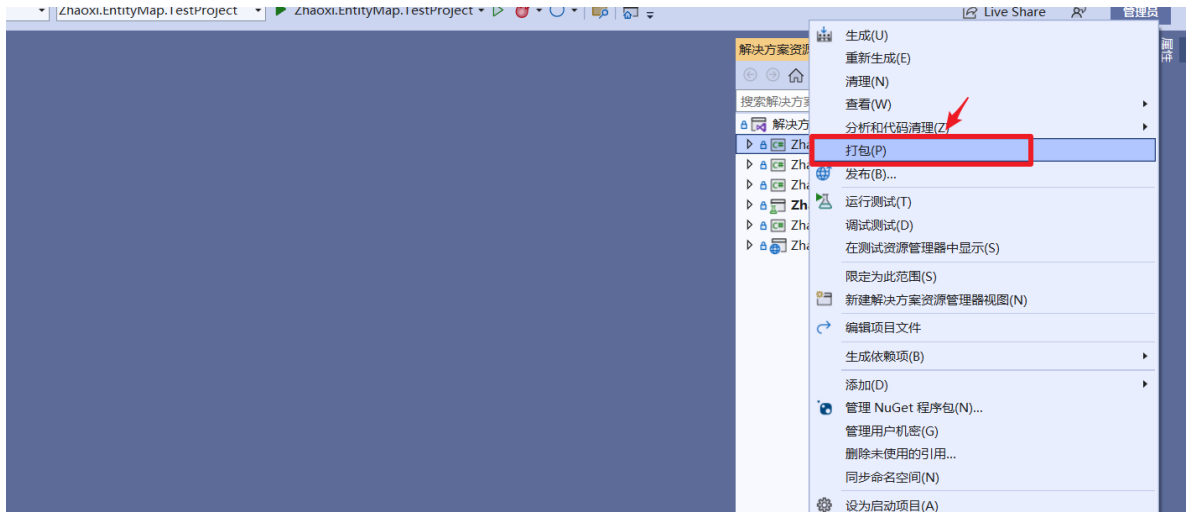 Zhaoxi.EntityMap.TestProject
Zhaoxi.EntityMap.TestProject
Live Share
管理员
解决方案资源
搜索解决方案
解决方
Zha
Zha
Zha
Zh
Zha
Zha
生成(U)
重新生成(E)
清理(N)
查看(W)
分析和代码清理(Z)
打包(P)
发布(B)...
运行测试(T)
调试测试(D)
在测试资源管理器中显示(S)
限定为此范围(S)
新建解决方案资源管理器视图(N)
编辑项目文件
生成依赖项(B)
添加(D)
管理 NuGet 程序包(N)...
管理用户机密(G)
删除未使用的引用...
同步命名空间(N)
设为启动项目(A)
属性